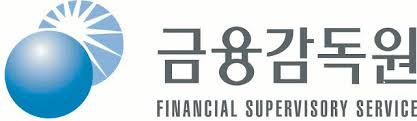 금융감독원
FINANCIAL SUPERVISORY SERVICE